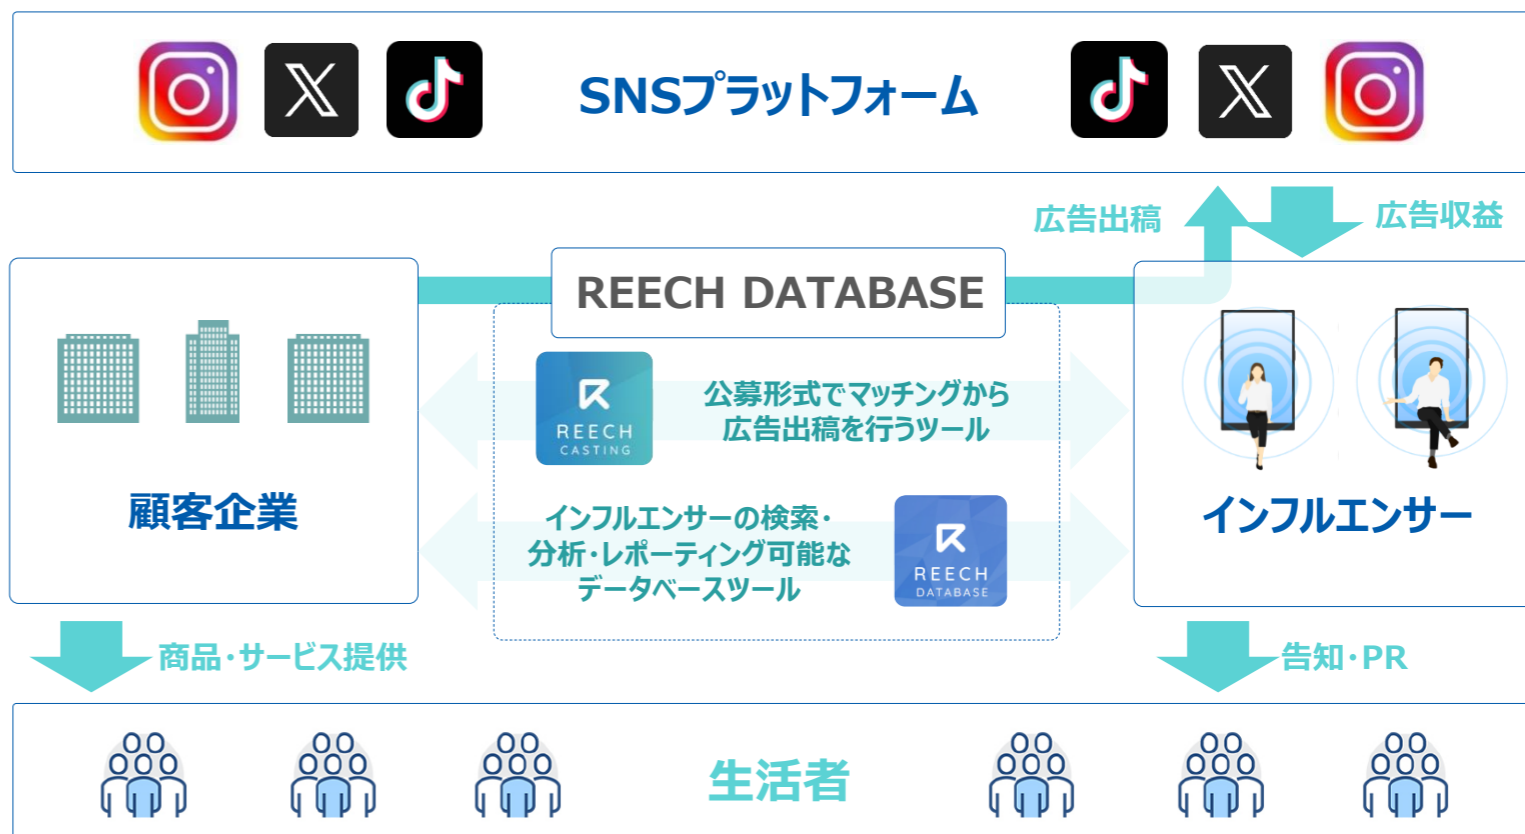 SNSプラットフォーム
広告出稿
広告収益
REECH DATABASE
顧客企業
REECH
CASTING
公募形式でマッチングから
広告出稿を行うツール
インフルエンサーの検索・
分析・レポーティング可能な
データベースツール
REECH
DATABASE
インフルエンサー
商品・サービス提供
告知・PR
生活者